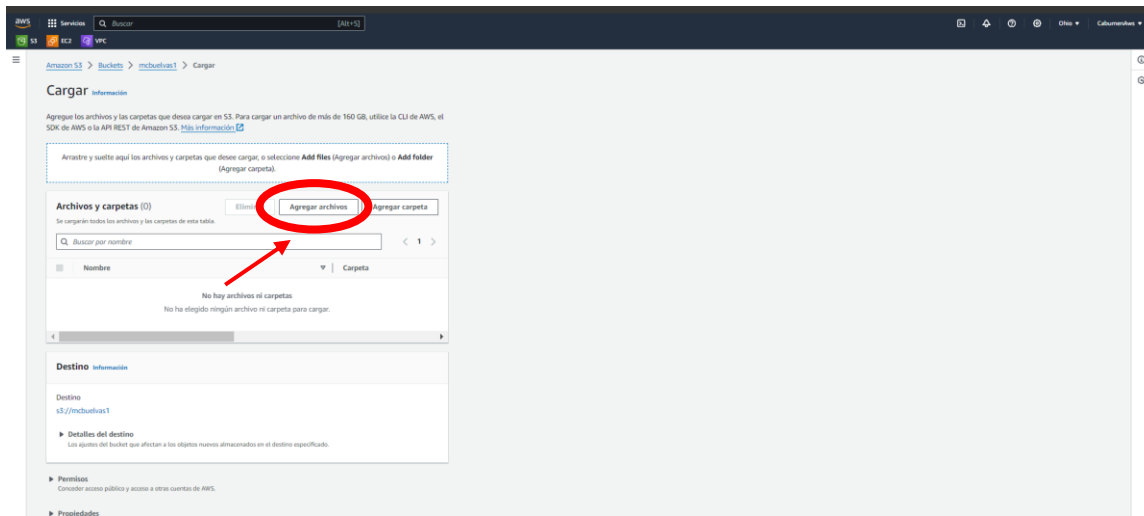 aws Servicios Buscar [Alt+S] Ohio CabumenAws
S3 EC2 VPC
Amazon S3 > Buckets > mcbuelvas1 > Cargar
Cargar Información
Agregue los archivos y las carpetas que desea cargar en S3. Para cargar un archivo de más de 160 GB, utilice la CLI de AWS, el
SDK de AWS o la API REST de Amazon S3. Más información
Arrastre y suelte aquí los archivos y carpetas que desee cargar, o seleccione Add files (Agregar archivos) o Add folder
(Agregar carpeta).
Archivos y carpetas (0) Agregar archivos Agregar carpeta
Se cargarán todos los archivos y las carpetas de esta tabla.
Buscar por nombre < 1 >
Nombre Carpeta
No hay archivos ni carpetas
No ha elegido ningún archivo ni carpeta para cargar.
Destino Información
Destino
s3://mcbuelvas1
Detalles del destino
Los ajustes del bucket que afectan a los objetos nuevos almacenados en el destino especificado.
Permisos
Conceder acceso público y acceso a otras cuentas de AWS.
Propiedades